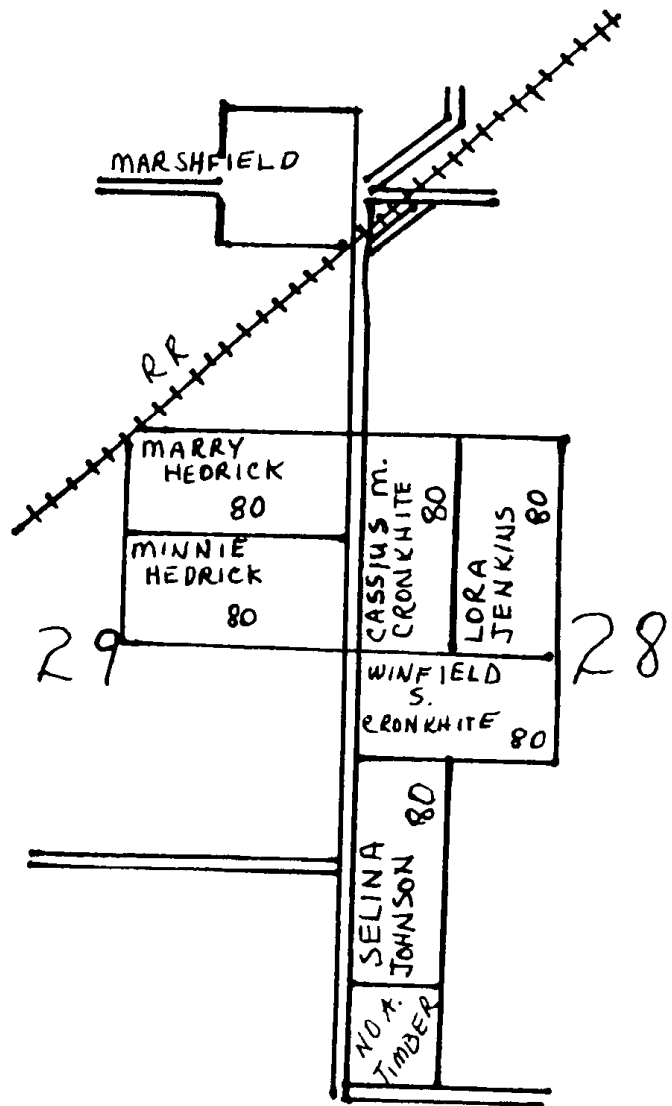 MARSHFIELD
RR
MARRY
HEDRICK
80
MINNIE
HEDRICK
80
CASSIUS M.
CRONKHITE
80
LORA
JENKINS
80
29
28
WINFIELD
S.
CRONKHITE
80
SELINA
JOHNSON
80
TIMBER